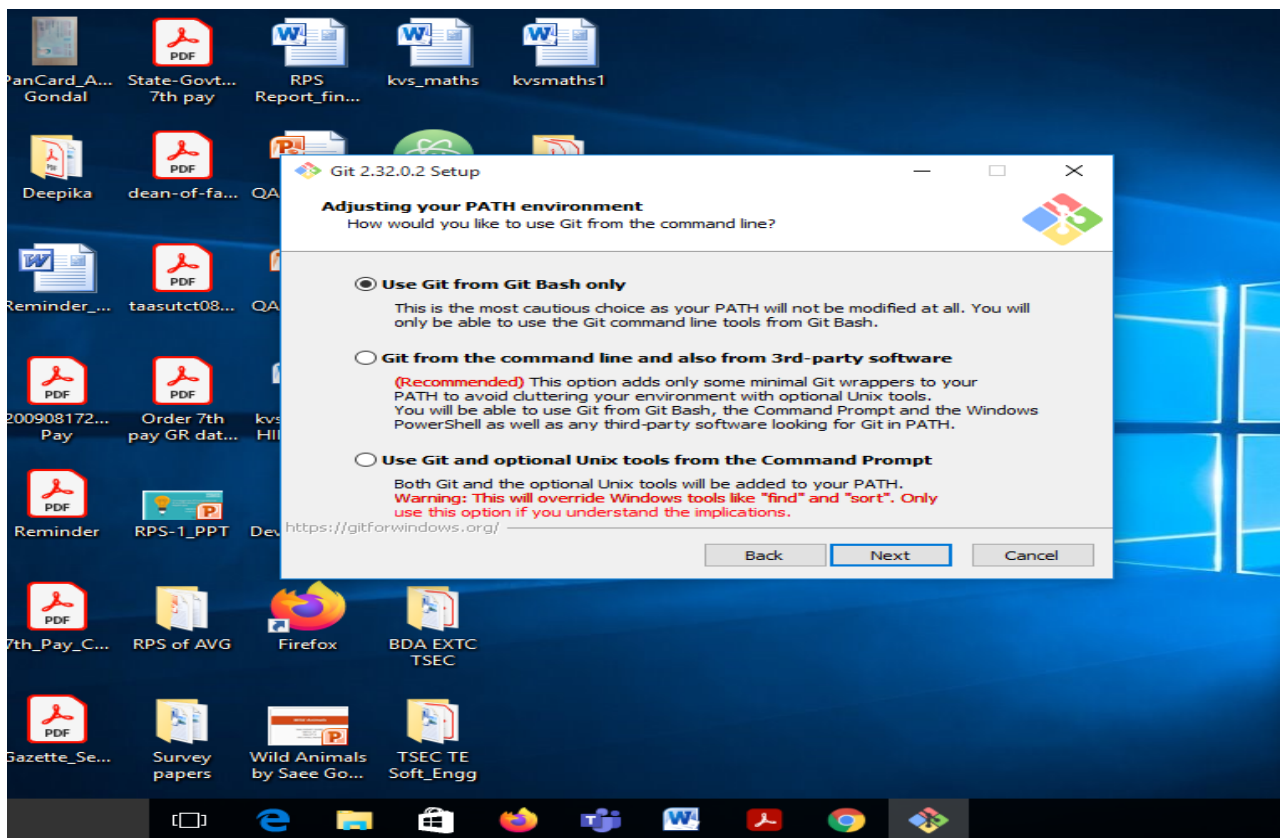 PanCard_A...
Gondal
State-Govt...
7th pay
RPS
Report_fin...
kvs_maths
kvsmaths1
Deepika
dean-of-fa...
QA
Git 2.32.0.2 Setup
Adjusting your PATH environment
How would you like to use Git from the command line?
Use Git from Git Bash only
This is the most cautious choice as your PATH will not be modified at all. You will
only be able to use the Git command line tools from Git Bash.
Git from the command line and also from 3rd-party software
(Recommended) This option adds only some minimal Git wrappers to your
PATH to avoid cluttering your environment with optional Unix tools.
You will be able to use Git from Git Bash, the Command Prompt and the Windows
PowerShell as well as any third-party software looking for Git in PATH.
Use Git and optional Unix tools from the Command Prompt
Both Git and the optional Unix tools will be added to your PATH.
Warning: This will override Windows tools like "find" and "sort". Only
use this option if you understand the implications.
https://gitforwindows.org/
Back
Next
Cancel
Reminder_...
taasutct08...
QA
PDF
PDF
PDF
PDF
PDF
200908172...
Pay
Order 7th
pay GR dat...
kvs
HII
PDF
Reminder
RPS-1_PPT
Dev
PDF
7th_Pay_C...
RPS of AVG
Firefox
BDA EXTC
TSEC
PDF
Gazette_Se...
Survey
papers
Wild Animals
by Saee Go...
TSEC TE
Soft_Engg